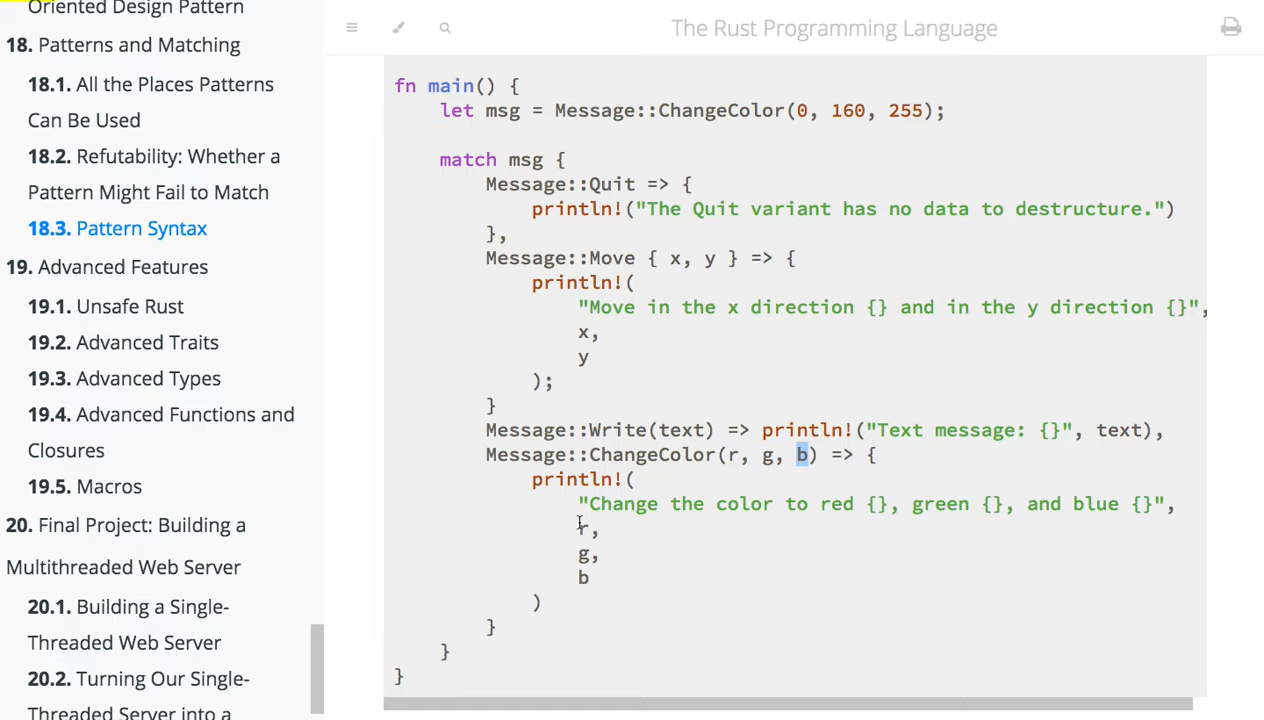 Oriented Design Pattern
18. Patterns and Matching
18.1. All the Places Patterns
Can Be Used
18.2. Refutability: Whether a
Pattern Might Fail to Match
18.3. Pattern Syntax
19. Advanced Features
19.1. Unsafe Rust
19.2. Advanced Traits
19.3. Advanced Types
19.4. Advanced Functions and
Closures
19.5. Macros
20. Final Project: Building a
Multithreaded Web Server
20.1. Building a Single-
Threaded Web Server
20.2. Turning Our Single-
Threaded Server into a
The Rust Programming Language
fn main() {
    let msg = Message::ChangeColor(0, 160, 255);

    match msg {
        Message::Quit => {
            println!("The Quit variant has no data to destructure.")
        },
        Message::Move { x, y } => {
            println!(
                "Move in the x direction {} and in the y direction {}",
                x,
                y
            );
        }
        Message::Write(text) => println!("Text message: {}", text),
        Message::ChangeColor(r, g, b) => {
            println!(
                "Change the color to red {}, green {}, and blue {}",
                r,
                g,
                b
            )
        }
    }
}